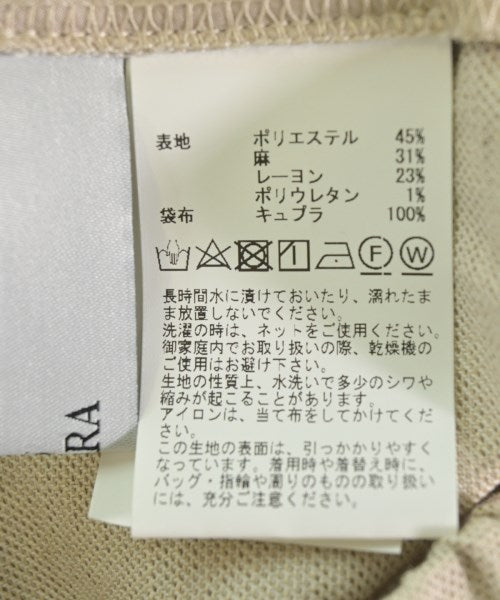 表地 ポリエステル 45%
麻 31%
レーヨン 23%
ポリウレタン 1%
袋布 キュプラ 100%
F W
長時間水に漬けておいたり、濡れたま
ま放置しないでください。
洗濯の時は、ネットをご使用ください。
御家庭内でお取り扱いの際、乾燥機の
ご使用はお避け下さい。
生地の性質上、水洗いで多少のシワや
縮みが起こることがあります。
アイロンは、当て布をしてかけてくだ
さい。
この生地の表面は、引っかかりやすく
なっています。着用時や着替え時に、
バッグ・指輪や周りのものの取り扱い
には、充分ご注意ください。
RA